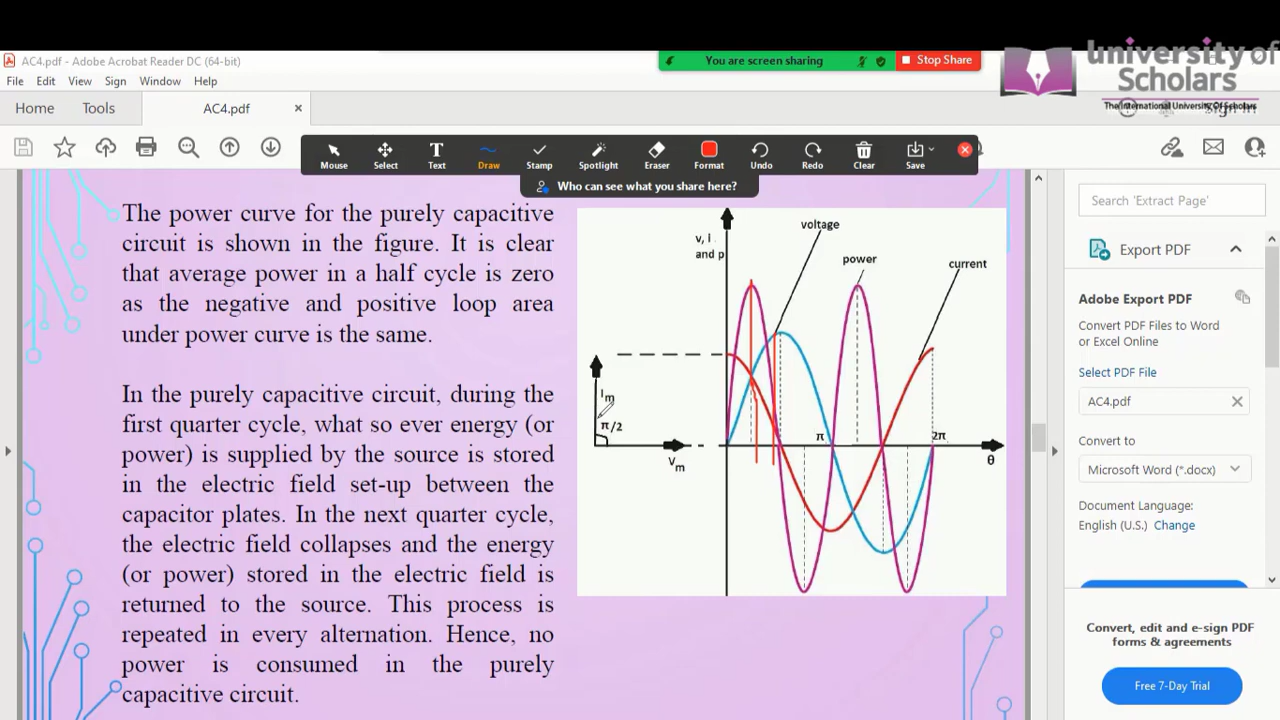 AC4.pdf - Adobe Acrobat Reader DC (64-bit)
You are screen sharing
Stop Share
university of
Scholars
The International University Of Scholars
File Edit View Sign Window Help
Home Tools AC4.pdf
Mouse Select Text Draw Stamp Spotlight Eraser Format Undo Redo Clear Save
Who can see what you share here?
The power curve for the purely capacitive
circuit is shown in the figure. It is clear
that average power in a half cycle is zero
as the negative and positive loop area
under power curve is the same.
In the purely capacitive circuit, during the
first quarter cycle, what so ever energy (or
power) is supplied by the source is stored
in the electric field set-up between the
capacitor plates. In the next quarter cycle,
the electric field collapses and the energy
(or power) stored in the electric field is
returned to the source. This process is
repeated in every alternation. Hence, no
power is consumed in the purely
capacitive circuit.
v, I
and p
voltage
power
current
Im
π/2
Vm
π
2π
θ
Search 'Extract Page'
Export PDF
Adobe Export PDF
Convert PDF Files to Word
or Excel Online
Select PDF File
AC4.pdf
Convert to
Microsoft Word (*.docx)
Document Language:
English (U.S.) Change
Convert, edit and e-sign PDF
forms & agreements
Free 7-Day Trial